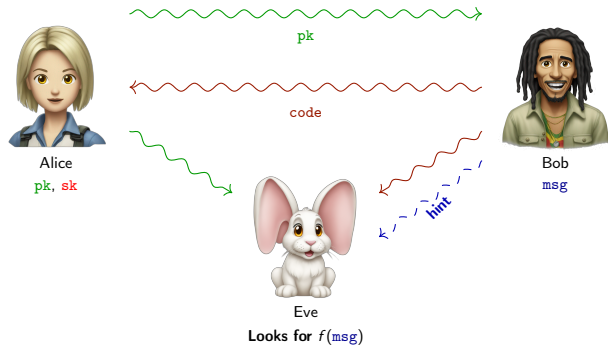 pk
code
Alice
pk, sk
Bob
msg
hint
Eve
Looks for f(msg)